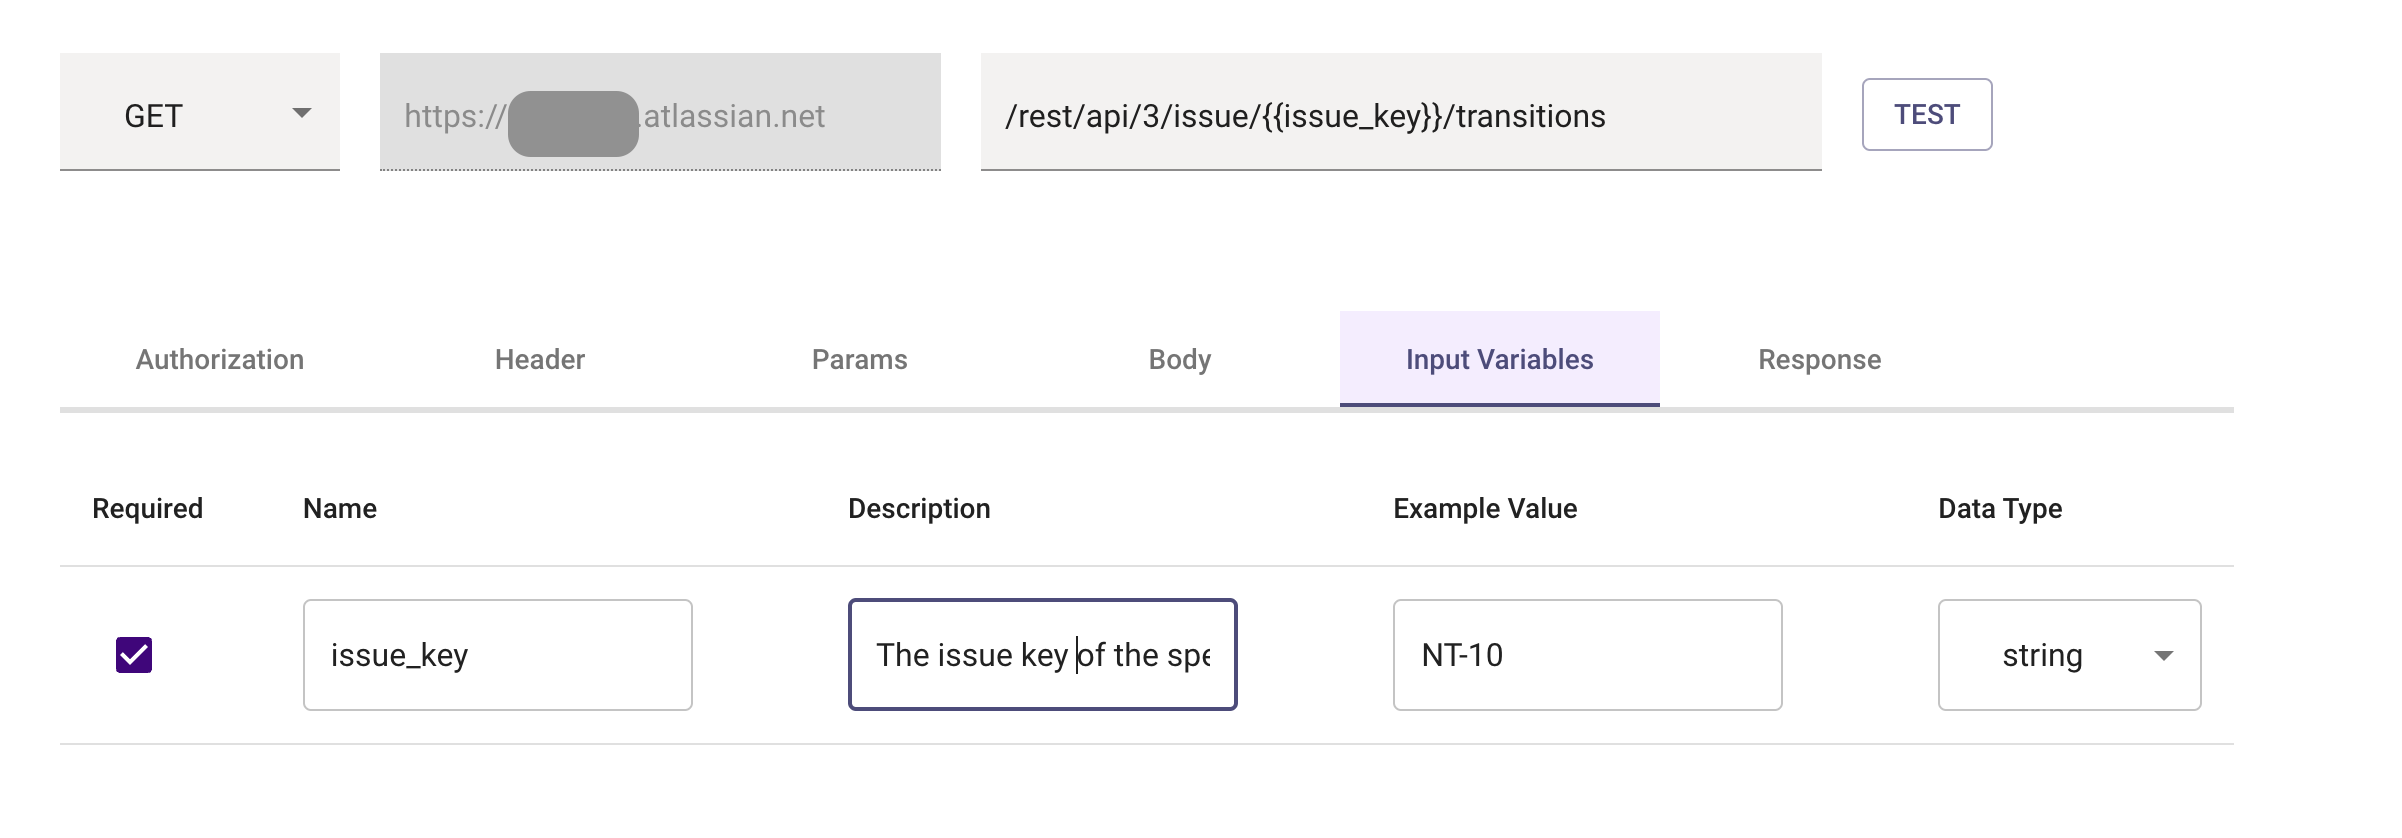 GET
https://
.atlassian.net
/rest/api/3/issue/{{issue_key}}/transitions
TEST
Authorization
Header
Params
Body
Input Variables
Response
Required
Name
Description
Example Value
Data Type
issue_key
The issue key of the spe
NT-10
string